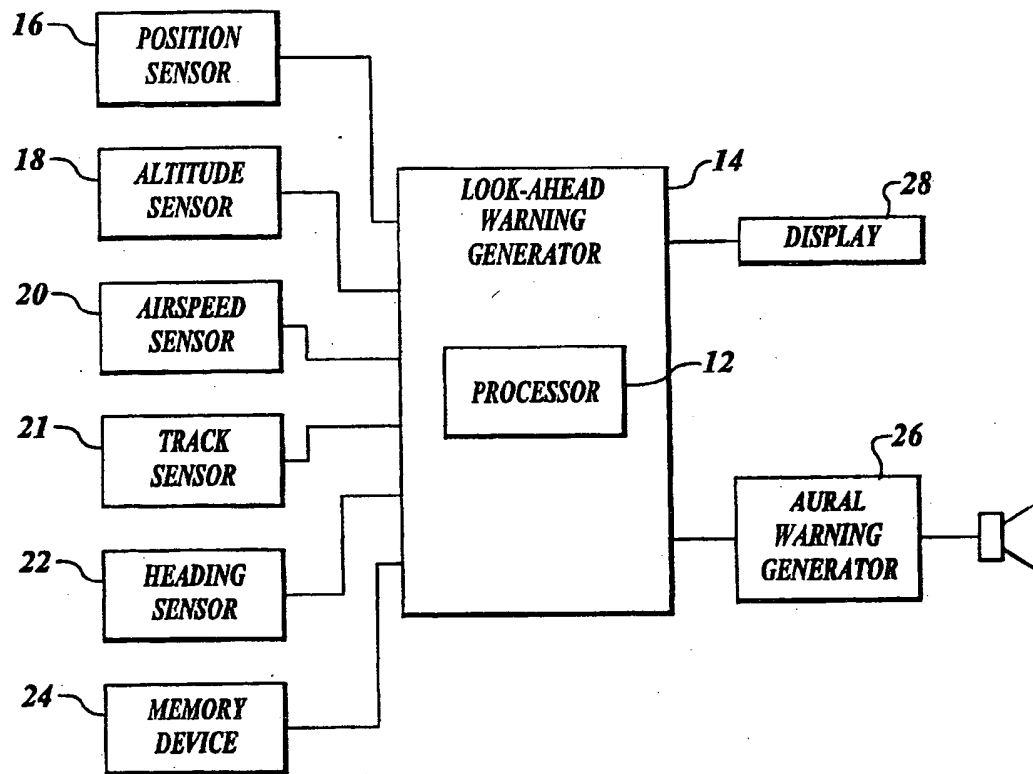 16
POSITION
SENSOR
18
ALTITUDE
SENSOR
20
AIRSPEED
SENSOR
21
TRACK
SENSOR
22
HEADING
SENSOR
24
MEMORY
DEVICE
14
LOOK-AHEAD
WARNING
GENERATOR
12
PROCESSOR
28
DISPLAY
26
AURAL
WARNING
GENERATOR